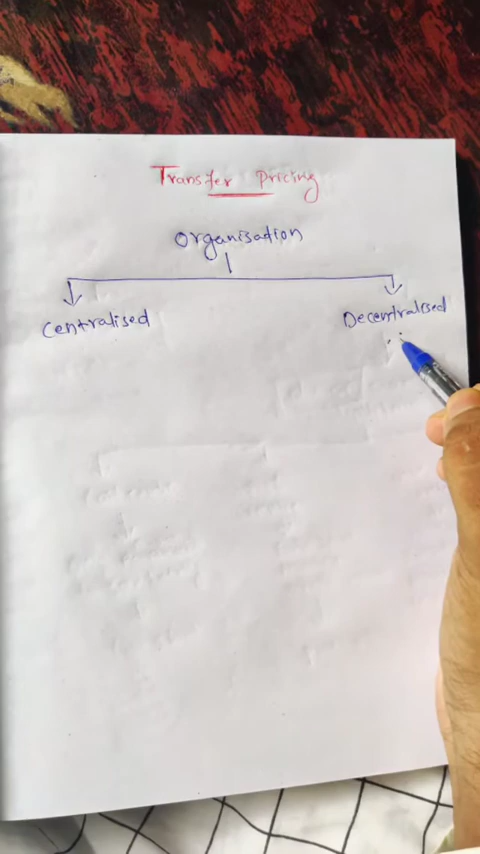 Transfer Pricing
Organisation
Centralised
Decentralised